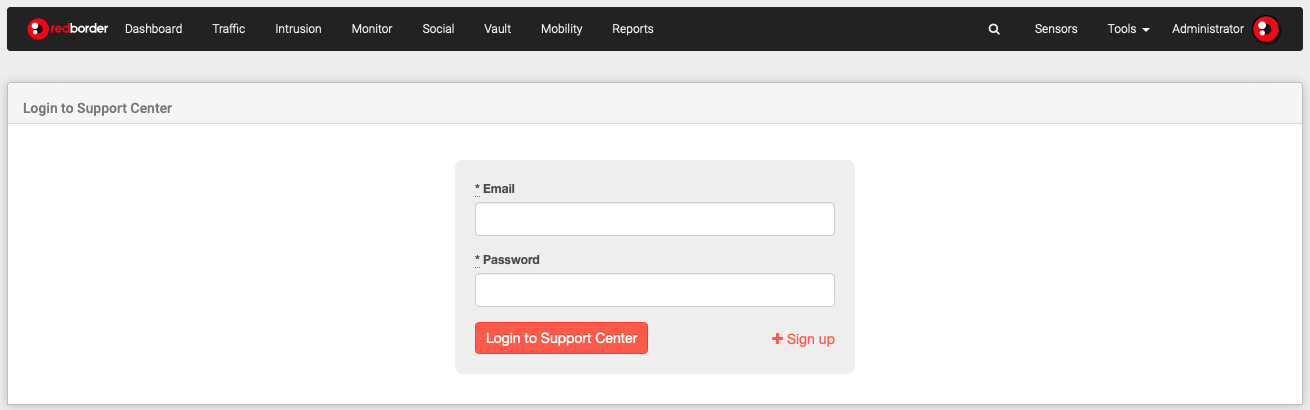 redborder Dashboard Traffic Intrusion Monitor Social Vault Mobility Reports Sensors Tools Administrator
Login to Support Center
* Email
* Password
Login to Support Center + Sign up